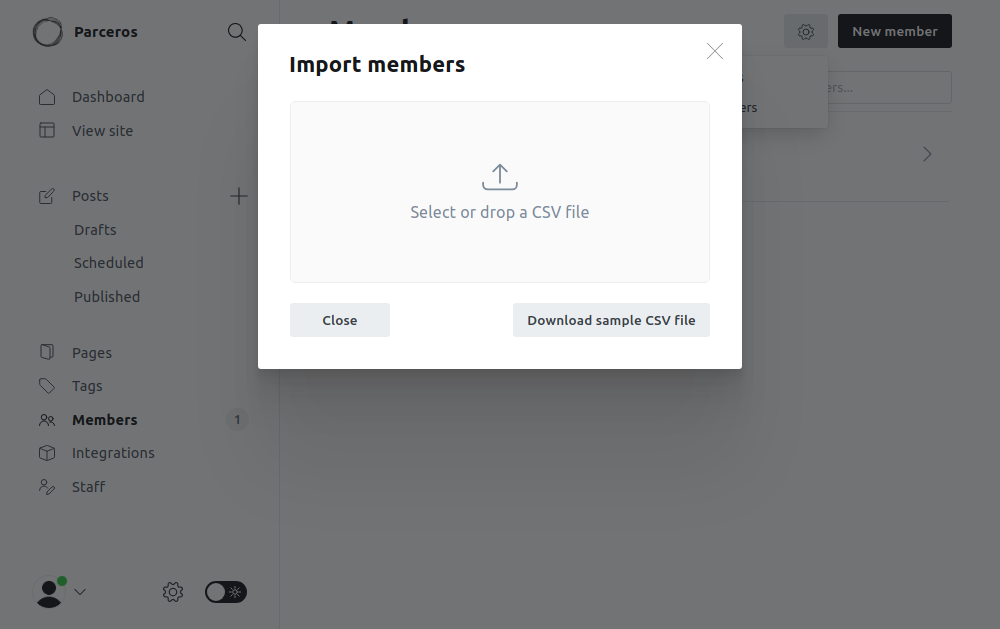 Parceros
New member
Import members
Dashboard
View site
Select or drop a CSV file
Posts
Drafts
Scheduled
Published
Close
Download sample CSV file
Pages
Tags
Members
1
Integrations
Staff